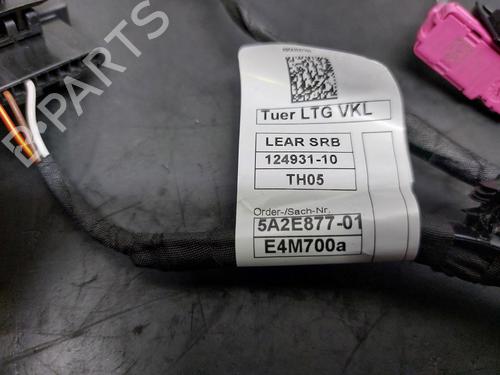 Tuer LTG VKL
LEAR SRB
124931-10
TH05
Order-/Sach-Nr.
5A2E877-01
E4M700a
B-PARTS